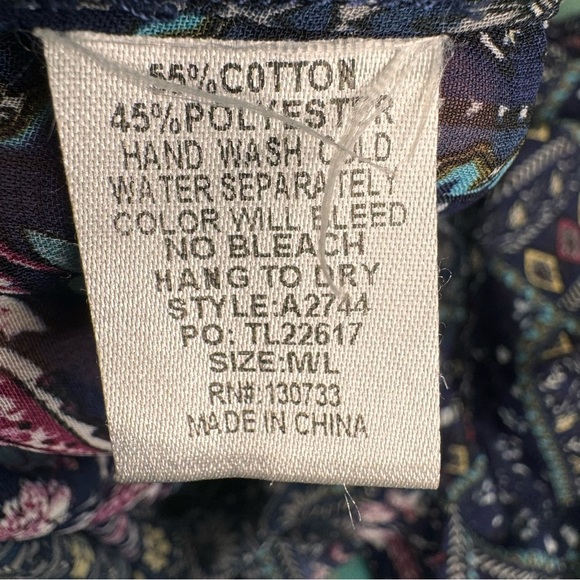 55%COTTON
45%POLYESTER
HAND WASH COLD
WATER SEPARATELY
COLOR WILL BLEED
NO BLEACH
HANG TO DRY
STYLE:A2744
PO: TL22617
SIZE:M/L
RN#:130733
MADE IN CHINA